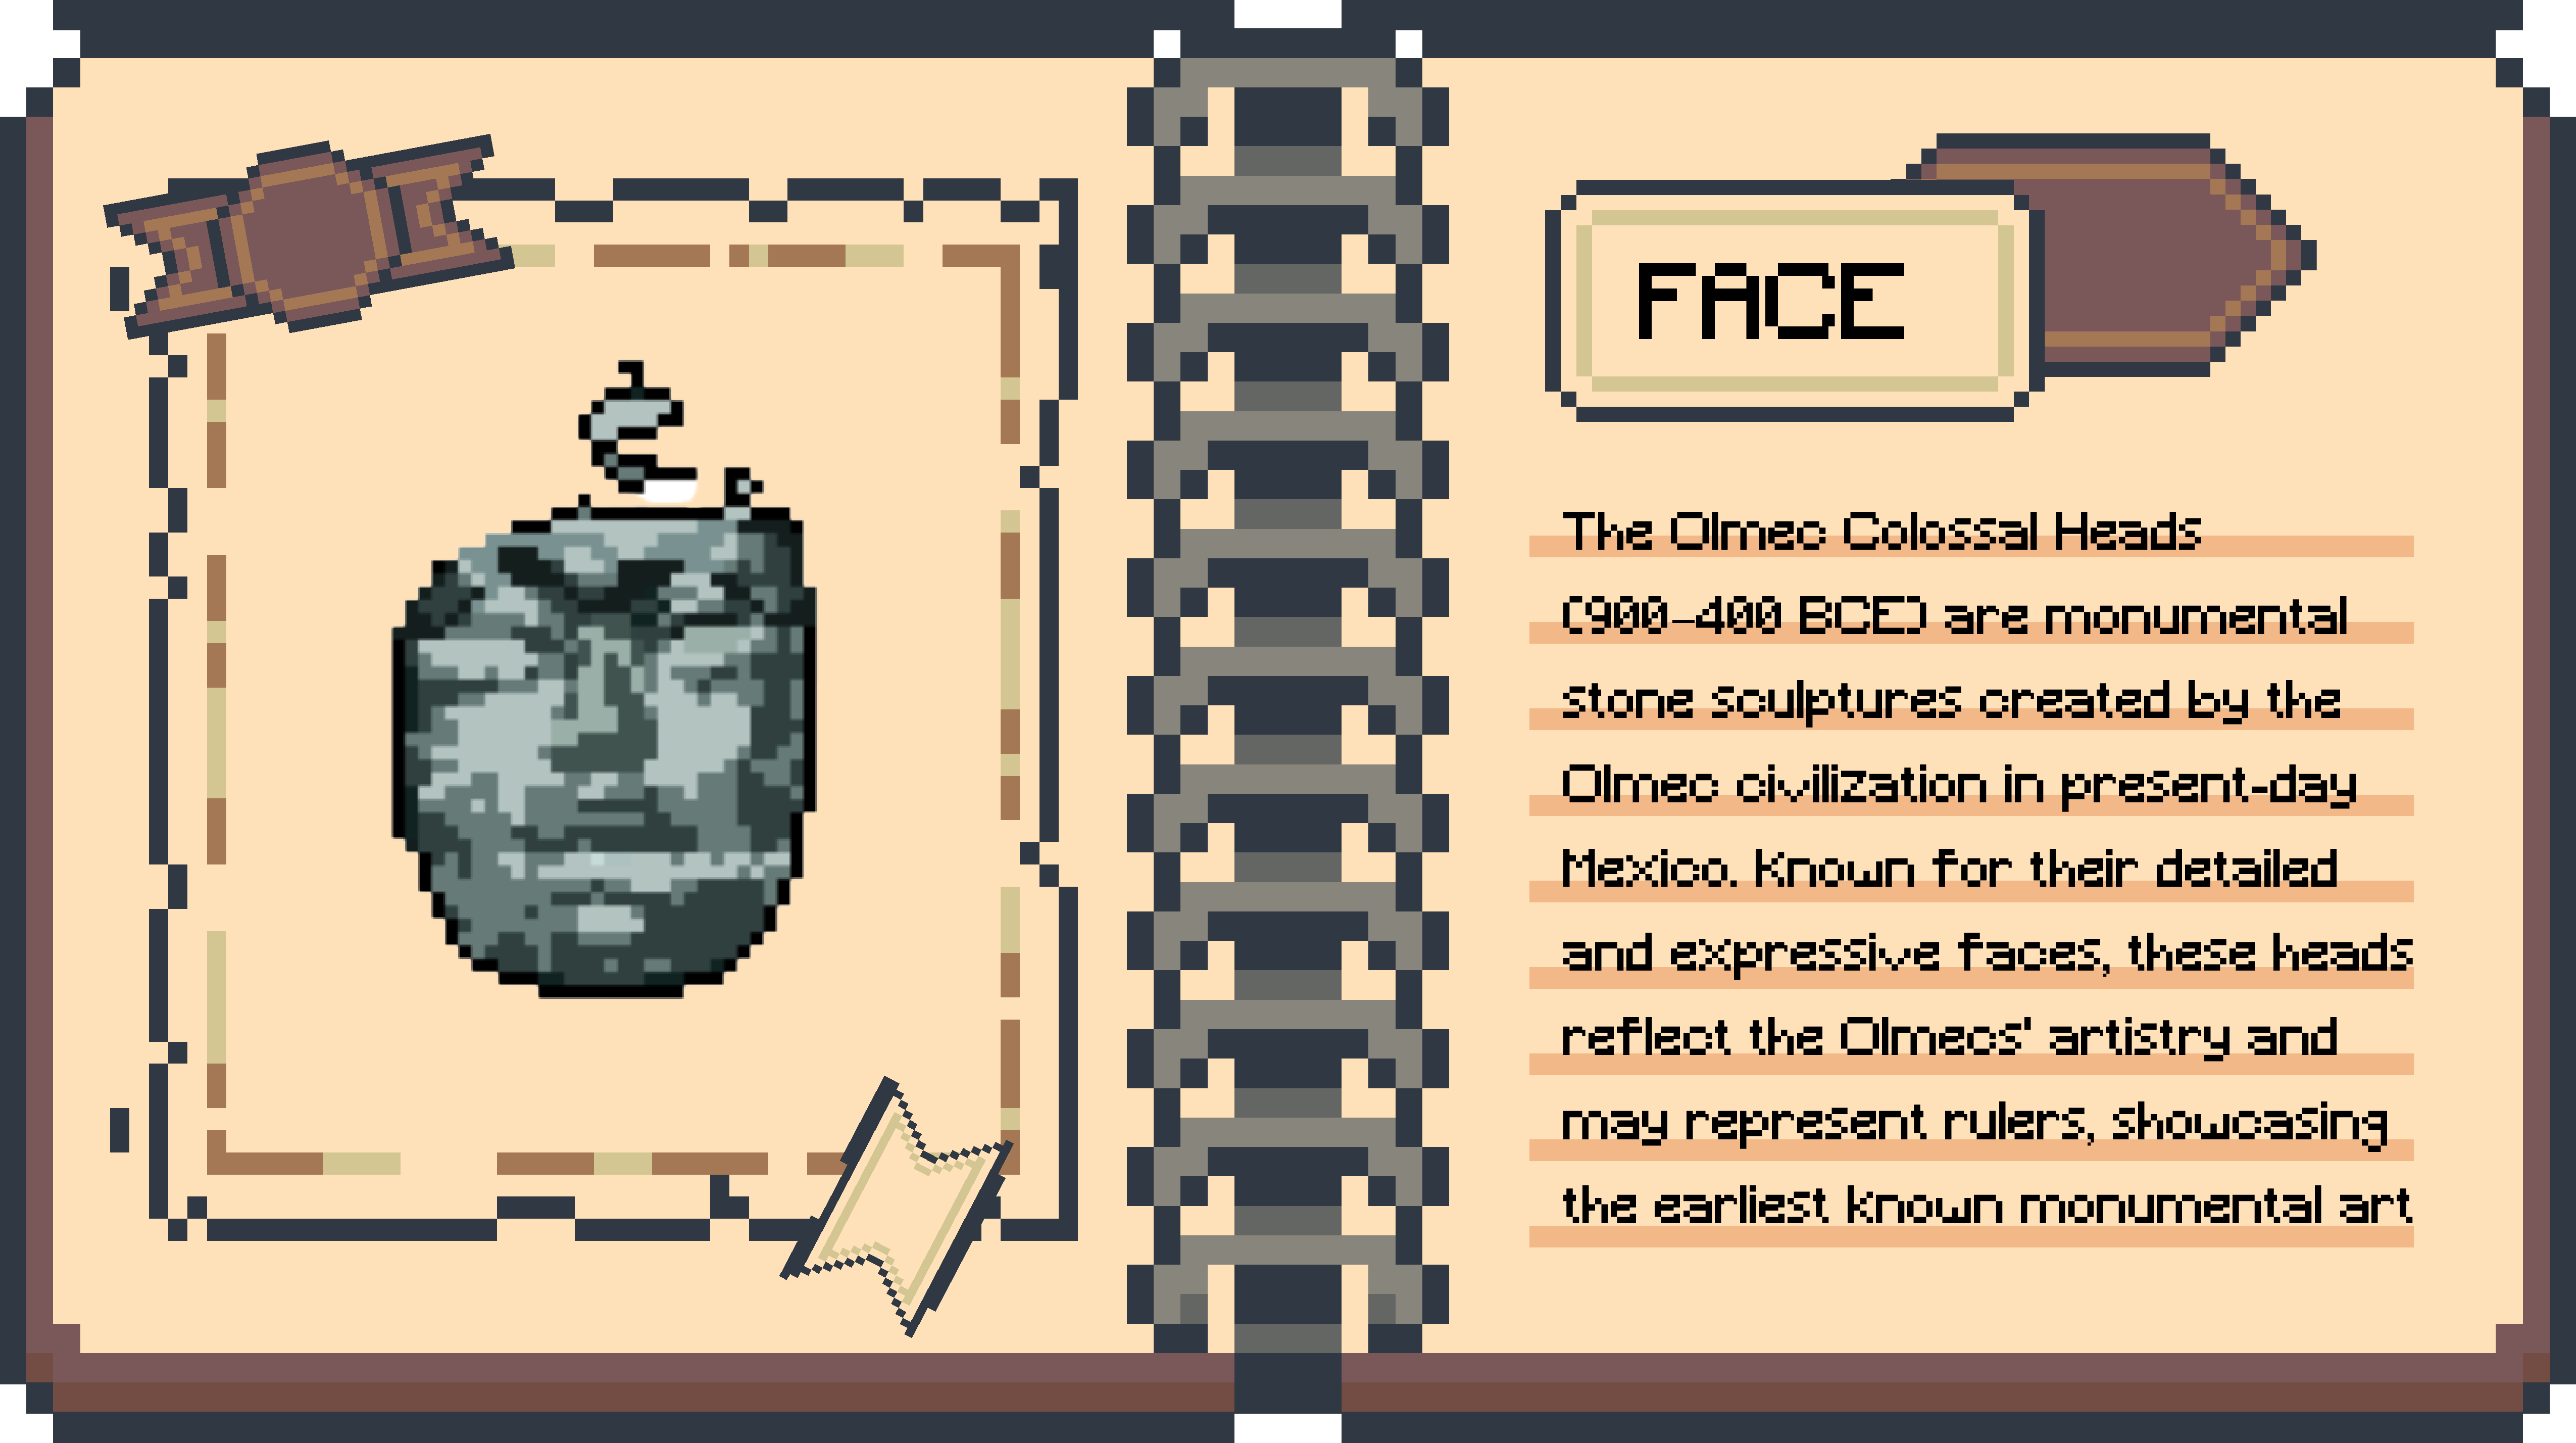 FACE
The Olmec Colossal Heads
(900-400 BCE) are monumental
stone sculptures created by the
Olmec civilization in present-day
Mexico. Known for their detailed
and expressive faces, these heads
reflect the Olmecs' artistry and
may represent rulers, showcasing
the earliest known monumental art